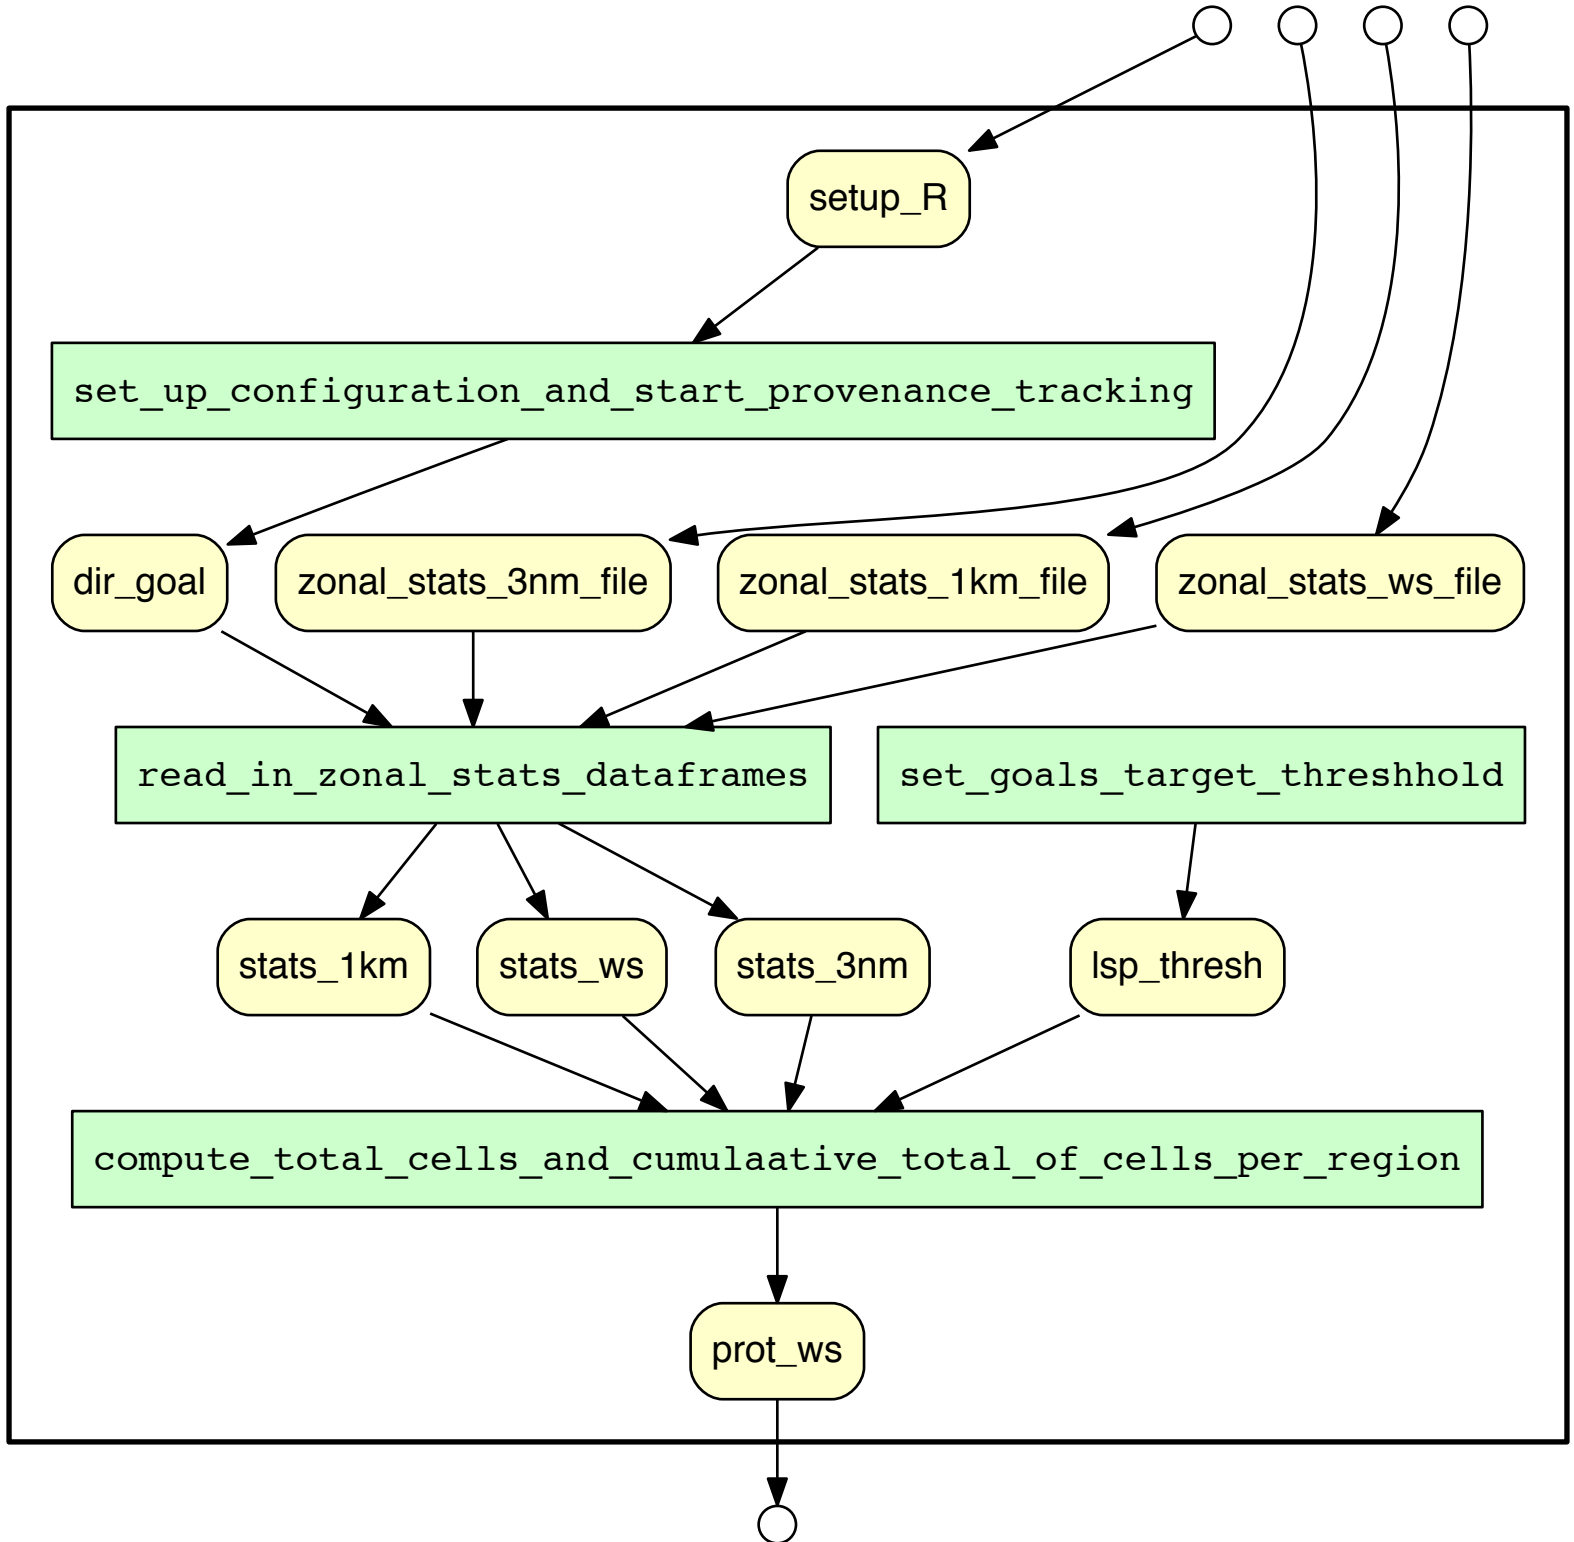 setup_R
set_up_configuration_and_start_provenance_tracking
dir_goal
zonal_stats_3nm_file
zonal_stats_1km_file
zonal_stats_ws_file
read_in_zonal_stats_dataframes
set_goals_target_threshhold
stats_1km
stats_ws
stats_3nm
lsp_thresh
compute_total_cells_and_cumulaative_total_of_cells_per_region
prot_ws